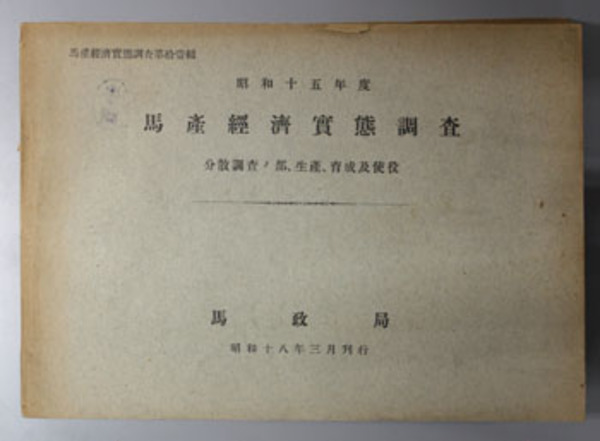 馬產經濟實態調査第拾壹輯
昭和十五年度
馬產經濟實態調査
分散調査ノ部、生產、育成及使役
馬政局
昭和十八年三月刊行